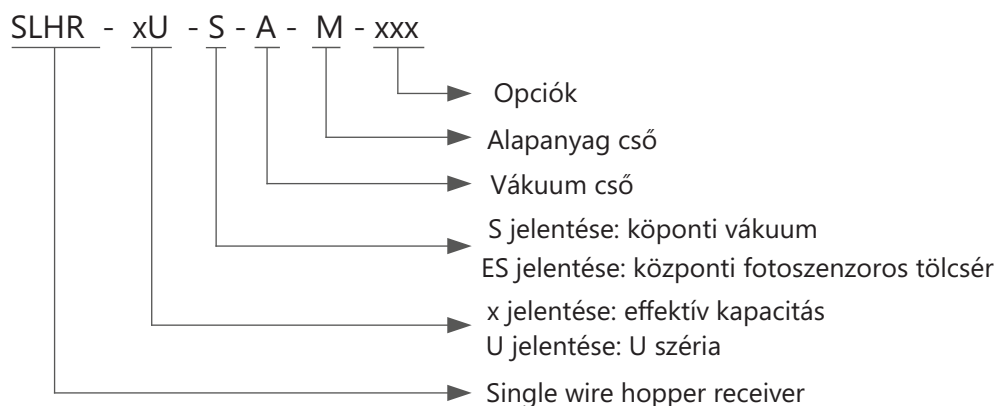 SLHR - xU - S - A - M - xxx
Opciók
Alapanyag cső
Vákuum cső
S jelentése: köponti vákuum
ES jelentése: központi fotoszenzoros tölcsér
x jelentése: effektív kapacitás
U jelentése: U széria
Single wire hopper receiver